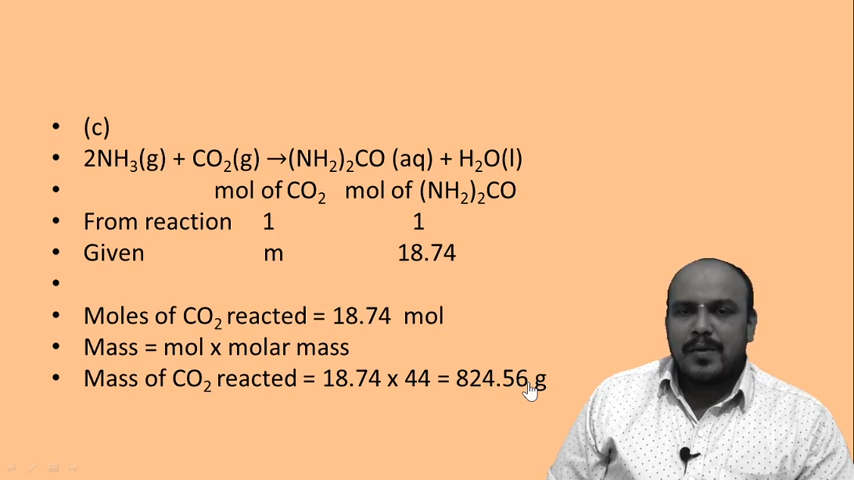 • (c)
• 2NH₃(g) + CO₂(g) →(NH₂)₂CO (aq) + H₂O(l)
• mol of CO₂ mol of (NH₂)₂CO
• From reaction 1 1
• Given m 18.74
•
• Moles of CO₂ reacted = 18.74 mol
• Mass = mol x molar mass
• Mass of CO₂ reacted = 18.74 x 44 = 824.56 g